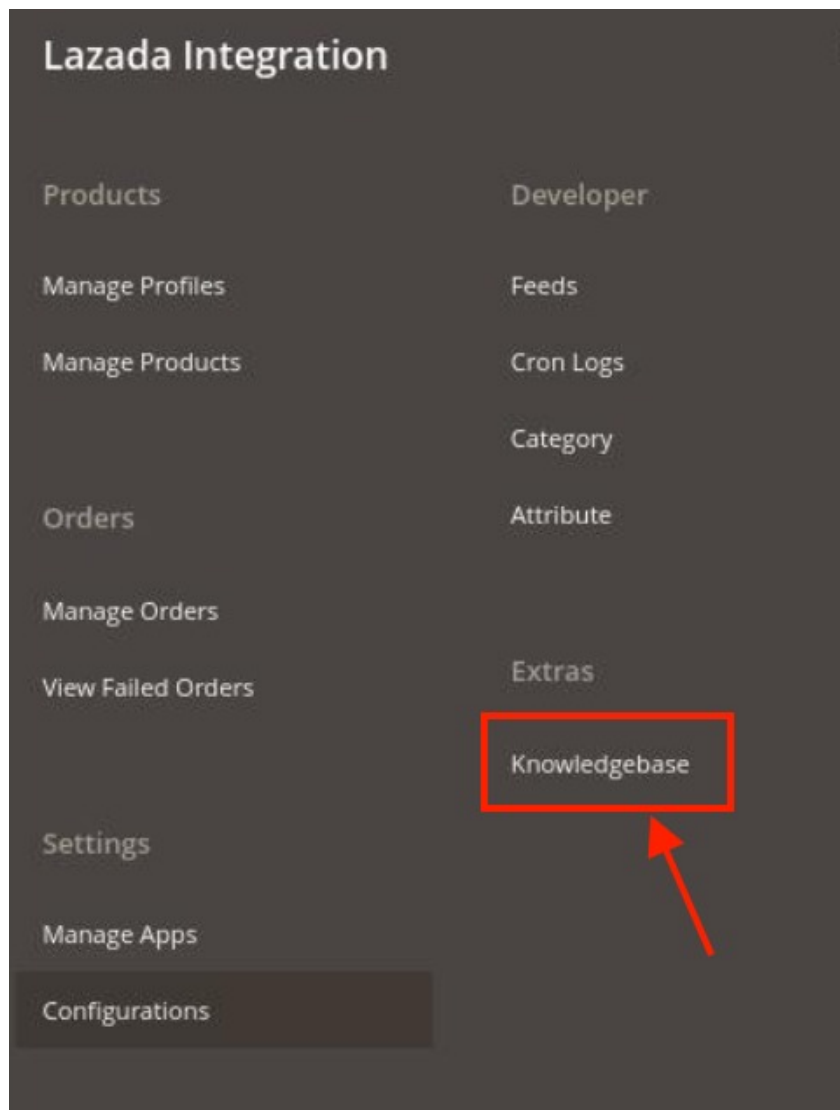 Lazada Integration
Products
Manage Profiles
Manage Products
Orders
Manage Orders
View Failed Orders
Settings
Manage Apps
Configurations
Developer
Feeds
Cron Logs
Category
Attribute
Extras
Knowledgebase